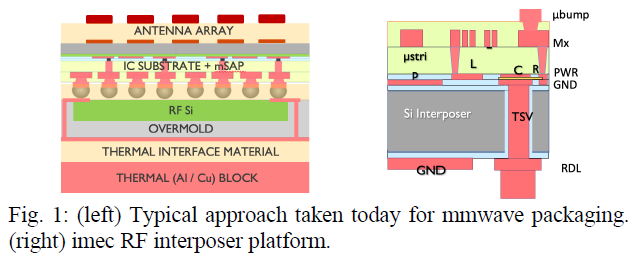 ANTENNA ARRAY
IC SUBSTRATE + mSAP
RF Si
OVERMOLD
THERMAL INTERFACE MATERIAL
THERMAL (Al / Cu) BLOCK
µbump
Mx
µstri
L
C
R
P
PWR
GND
Si Interposer
TSV
GND
RDL
Fig. 1: (left) Typical approach taken today for mmwave packaging.
(right) imec RF interposer platform.